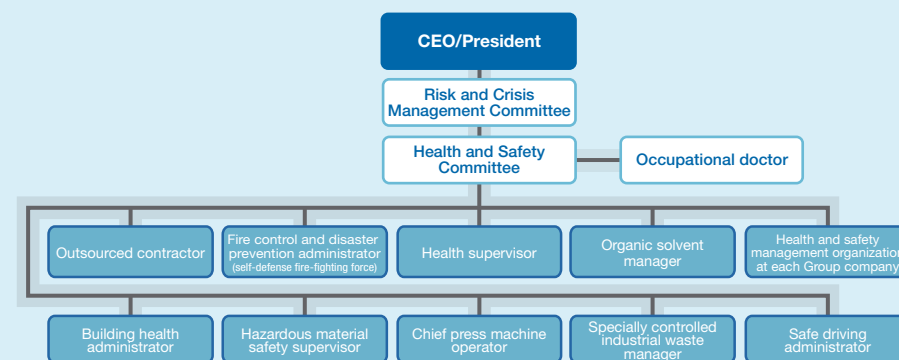 CEO/President
Risk and Crisis
Management Committee
Health and Safety
Committee
Occupational doctor
Outsourced contractor
Fire control and disaster
prevention administrator
(self-defense fire-fighting force)
Health supervisor
Organic solvent
manager
Health and safety
management organization
at each Group company
Building health
administrator
Hazardous material
safety supervisor
Chief press machine
operator
Specially controlled
industrial waste
manager
Safe driving
administrator